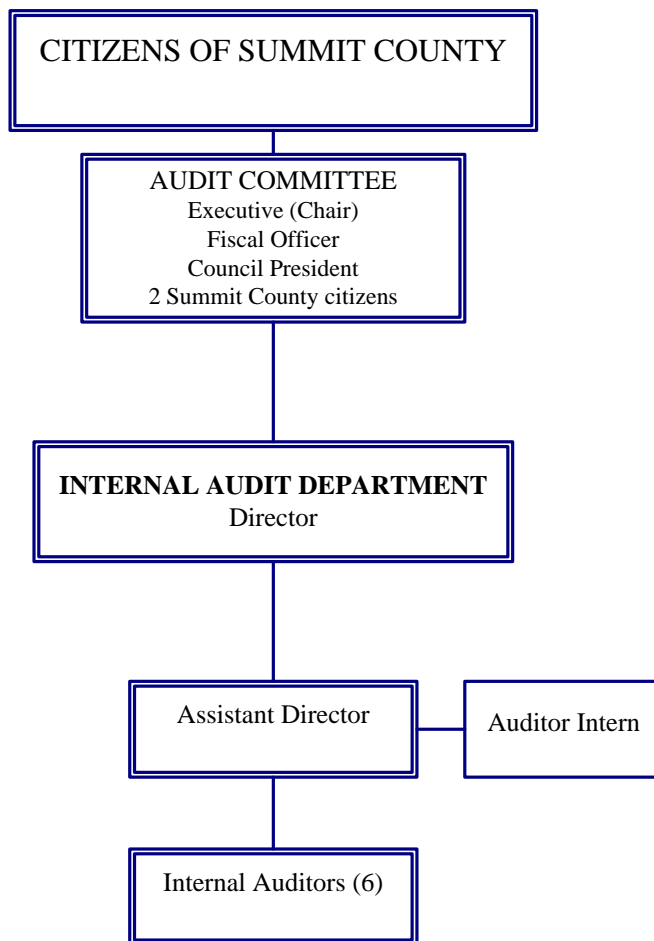 CITIZENS OF SUMMIT COUNTY
AUDIT COMMITTEE
Executive (Chair)
Fiscal Officer
Council President
2 Summit County citizens
INTERNAL AUDIT DEPARTMENT
Director
Assistant Director
Auditor Intern
Internal Auditors (6)